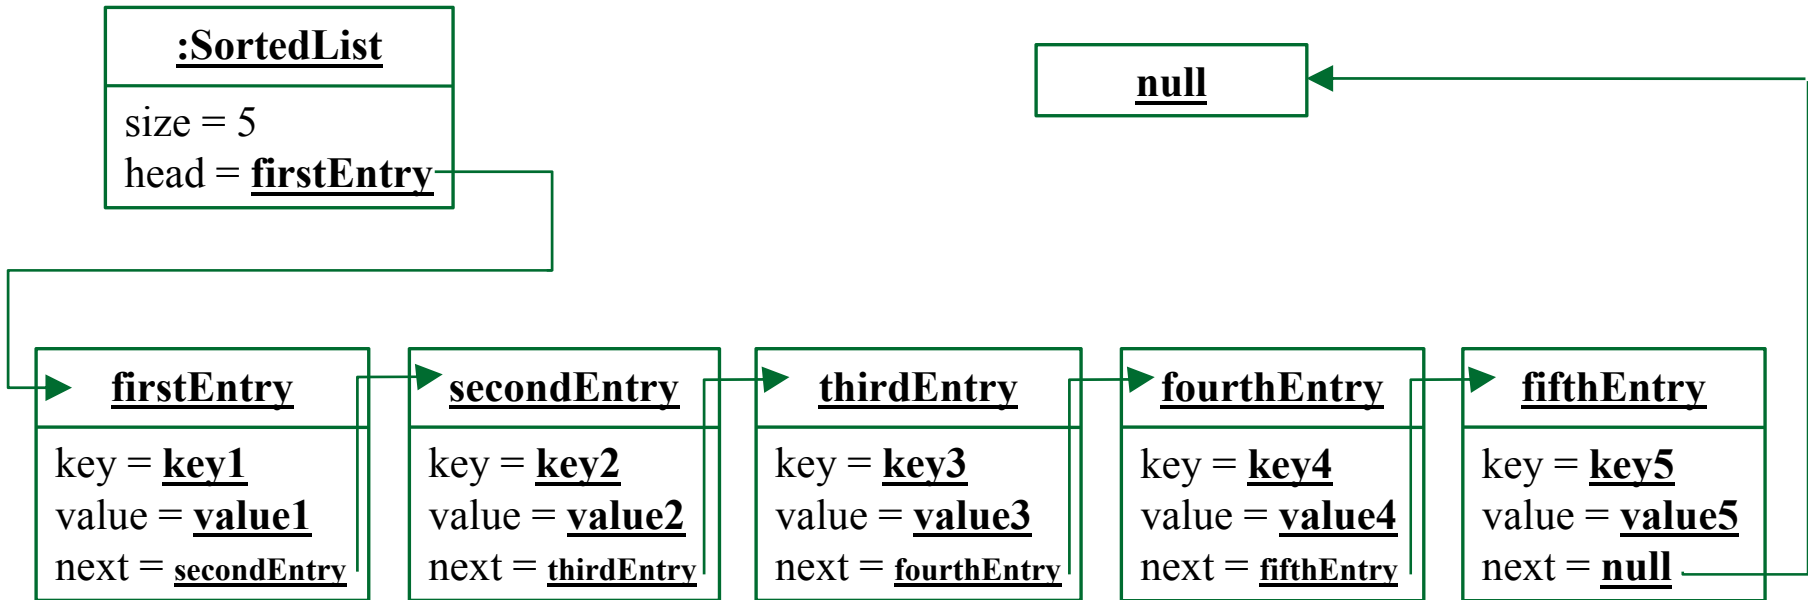 :SortedList
size = 5
head = firstEntry
null
firstEntry
key = key1
value = value1
next = secondEntry
secondEntry
key = key2
value = value2
next = thirdEntry
thirdEntry
key = key3
value = value3
next = fourthEntry
fourthEntry
key = key4
value = value4
next = fifthEntry
fifthEntry
key = key5
value = value5
next = null